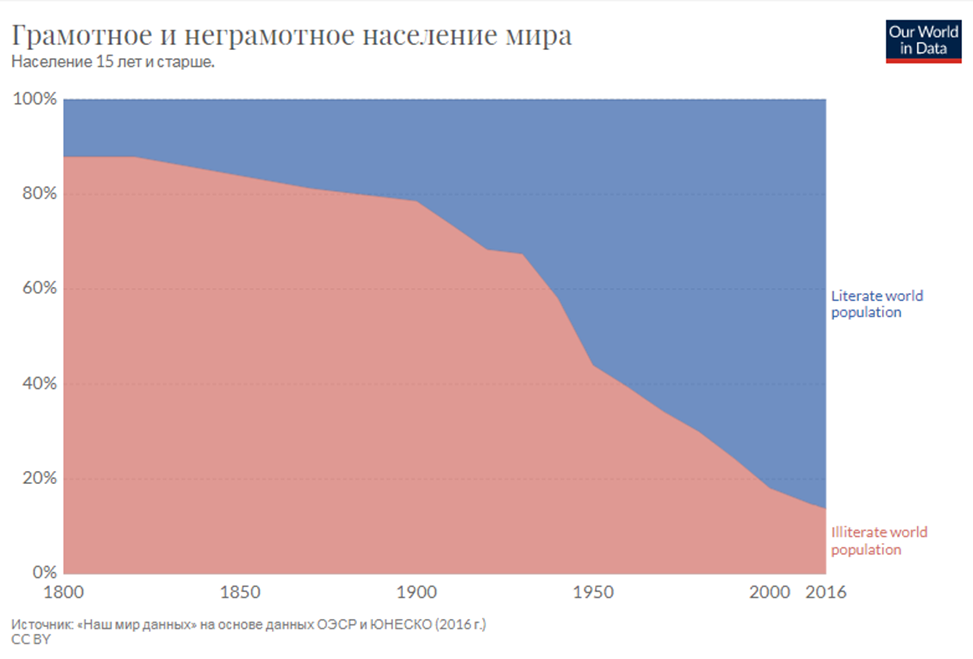 Грамотное и неграмотное население мира
Население 15 лет и старше.
Our World
in Data
100%
80%
60%
40%
20%
0%
Literate world
population
Illiterate world
population
1800
1850
1900
1950
2000
2016
Источник: «Наш мир данных» на основе данных ОЭСР и ЮНЕСКО (2016 г.)
CC BY